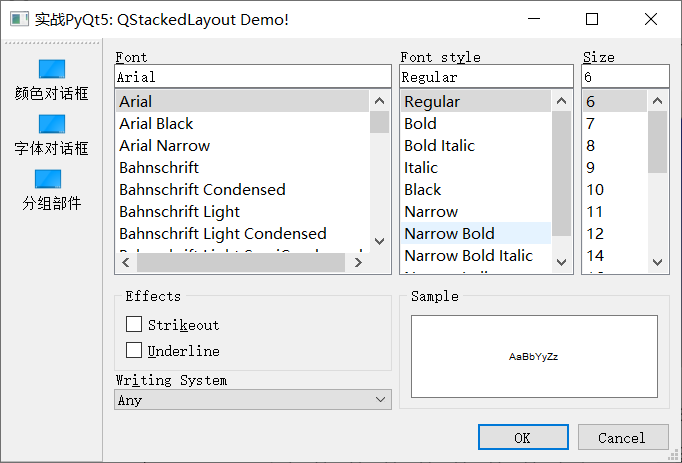 实战PyQt5: QStackedLayout Demo!
颜色对话框
字体对话框
分组部件
Font
Arial
Arial
Arial Black
Arial Narrow
Bahnschrift
Bahnschrift Condensed
Bahnschrift Light
Bahnschrift Light Condensed
Font style
Regular
Regular
Bold
Bold Italic
Italic
Black
Narrow
Narrow Bold
Narrow Bold Italic
Size
6
6
7
8
9
10
11
12
14
Effects
Strikeout
Underline
Writing System
Any
Sample
AaBbYyZz
OK
Cancel